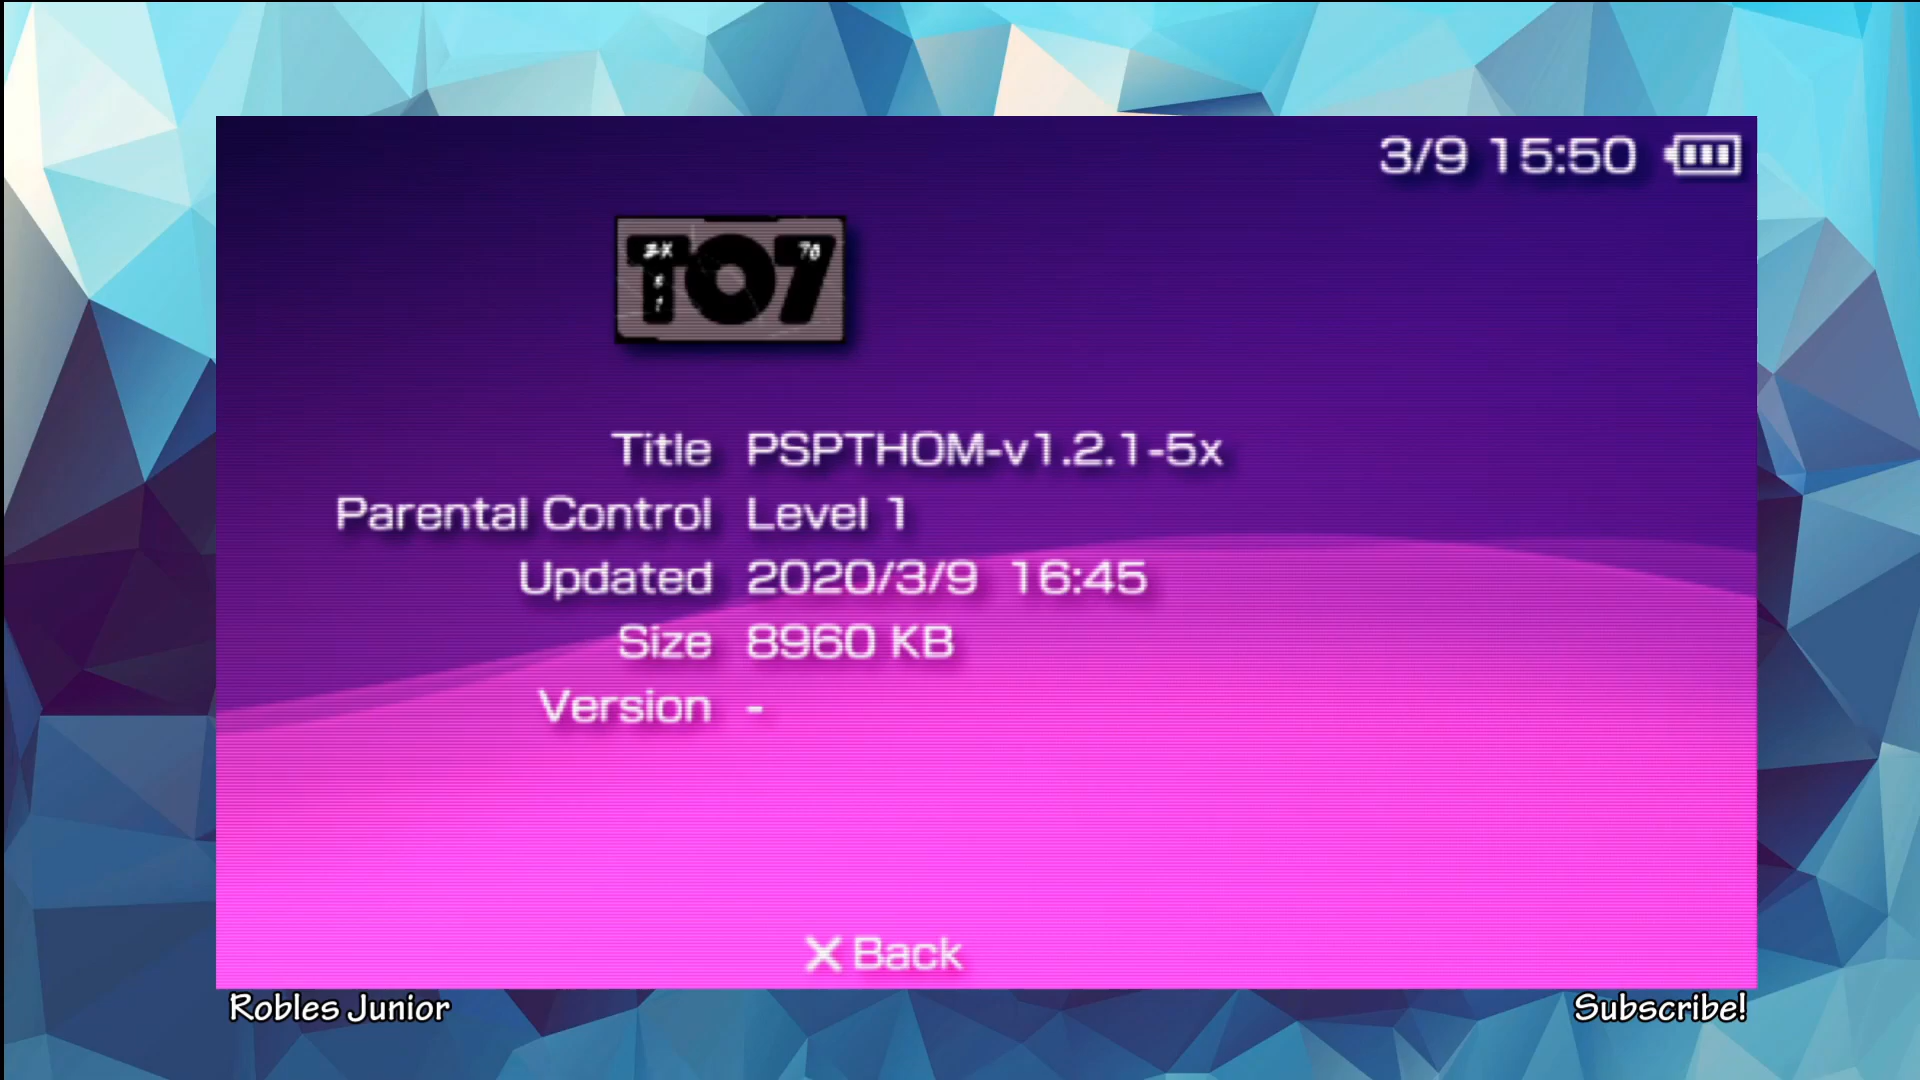 3/9 15:50
TO7
70
Title PSPTHOM-v1.2.1-5x
Parental Control Level 1
Updated 2020/3/9 16:45
Size 8960 KB
Version -
X Back
Robles Junior
Subscribe!